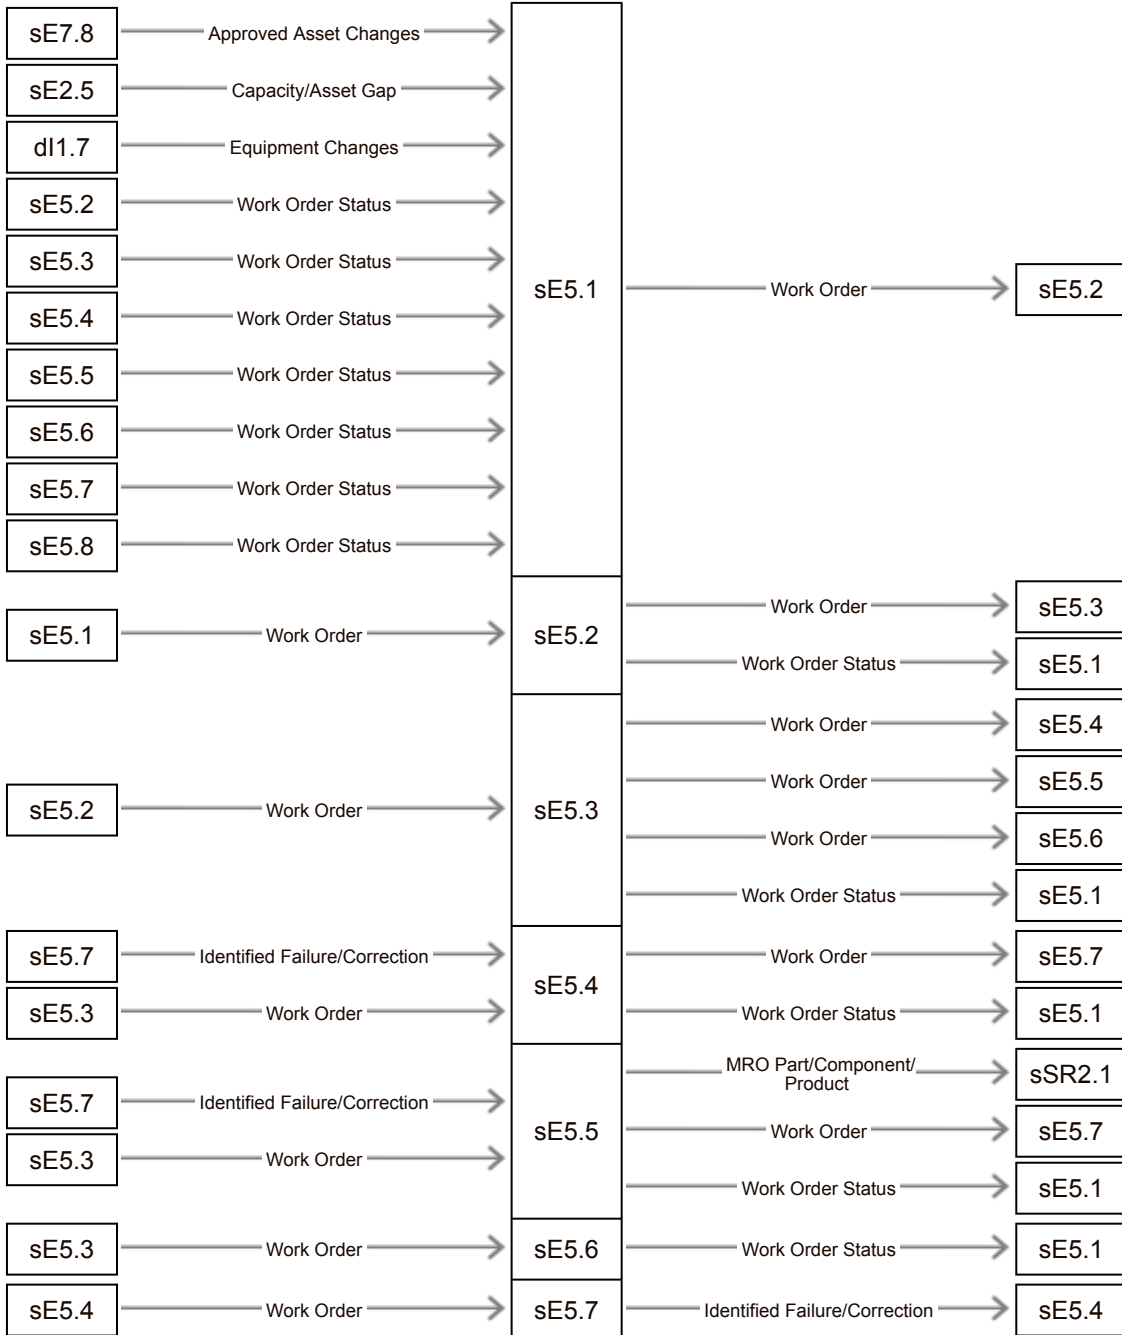 sE7.8 Approved Asset Changes
sE2.5 Capacity/Asset Gap
dI1.7 Equipment Changes
sE5.2 Work Order Status
sE5.3 Work Order Status
sE5.1 Work Order sE5.2
sE5.4 Work Order Status
sE5.5 Work Order Status
sE5.6 Work Order Status
sE5.7 Work Order Status
sE5.8 Work Order Status
Work Order sE5.3
sE5.1 Work Order sE5.2
Work Order Status sE5.1
Work Order sE5.4
Work Order sE5.5
sE5.2 Work Order sE5.3
Work Order sE5.6
Work Order Status sE5.1
sE5.7 Identified Failure/Correction Work Order sE5.7
sE5.4
sE5.3 Work Order Work Order Status sE5.1
MRO Part/Component/
Product sSR2.1
sE5.7 Identified Failure/Correction
sE5.5 Work Order sE5.7
sE5.3 Work Order
Work Order Status sE5.1
sE5.3 Work Order sE5.6 Work Order Status sE5.1
sE5.4 Work Order sE5.7 Identified Failure/Correction sE5.4